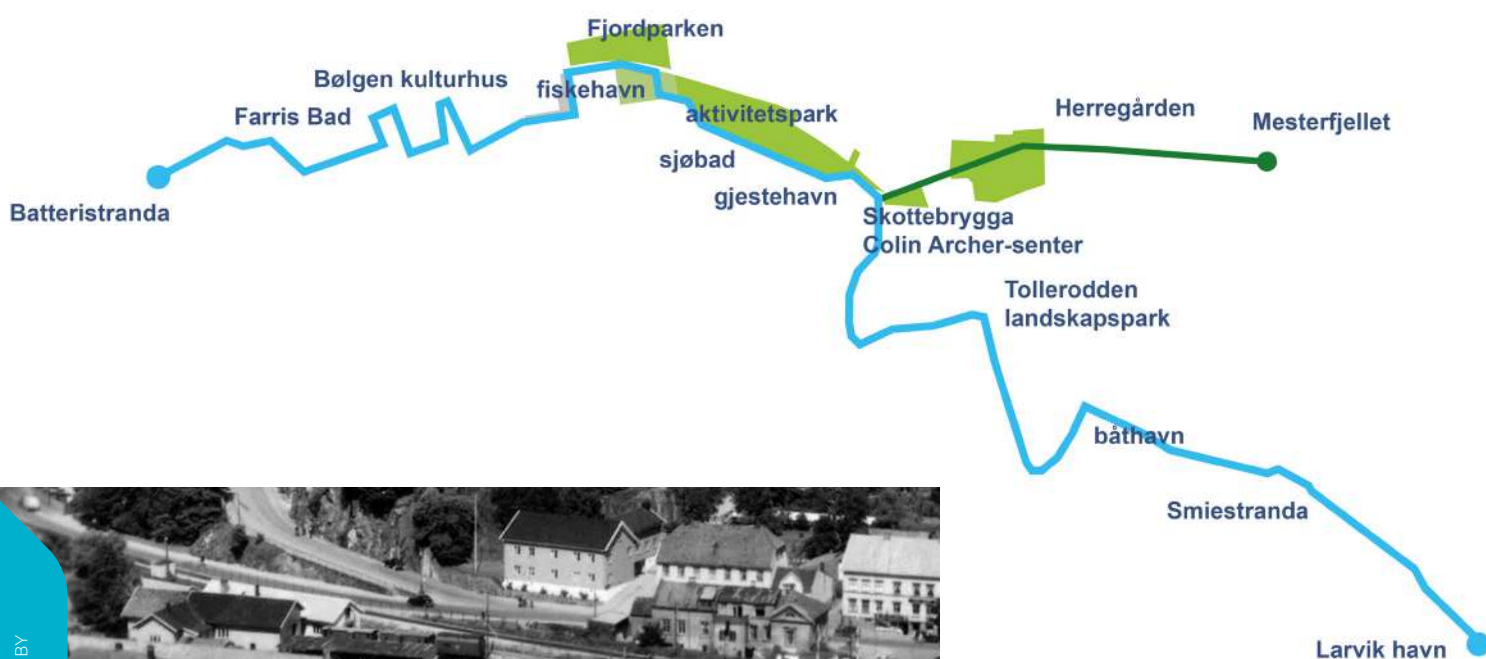 Fjordparken
Bølgen kulturhus
fiskehavn
Farris Bad
aktivitetspark
Herregården
Mesterfjellet
sjøbad
gjestehavn
Batteristranda
Skottebrygga
Colin Archer-senter
Tollerodden
landskapspark
båthavn
Smiestranda
Larvik havn
BY